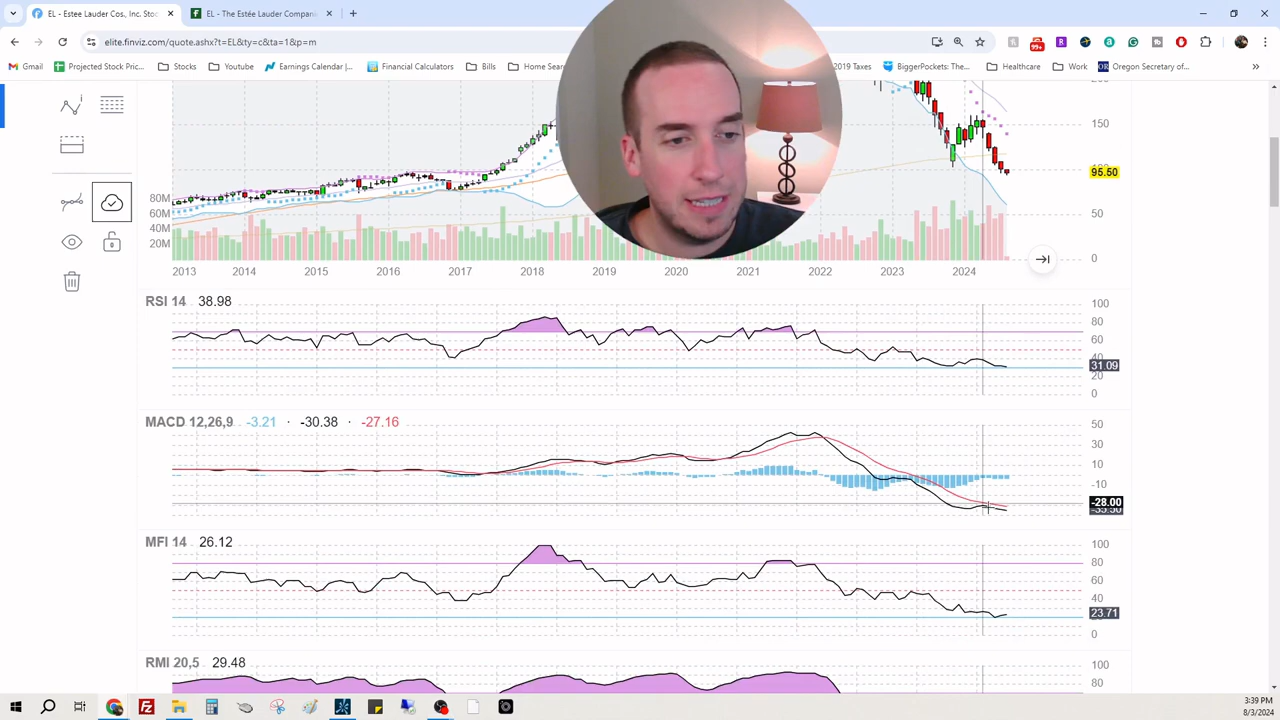 EL - Estee Lauder Cos, Inc. Stoc
EL - The Estée Lauder Compani
elite.finviz.com/quote.ashx?t=EL&ty=c&ta=1&p=m
99+
Gmail
Projected Stock Pric...
Stocks
Youtube
Earnings Calendar |...
Financial Calculators
Bills
Home Sear
2019 Taxes
BiggerPockets: The...
Healthcare
Work
Oregon Secretary of...
150
95.50
50
0
80M
60M
40M
20M
2013 2014 2015 2016 2017 2018 2019 2020 2021 2022 2023 2024
RSI 14 38.98
100
80
60
40
31.09
20
0
MACD 12,26,9 -3.21 · -30.38 · -27.16
50
30
10
-10
-28.00
-35.50
MFI 14 26.12
100
80
60
40
23.71
0
RMI 20,5 29.48
100
80
3:39 PM
8/3/2024